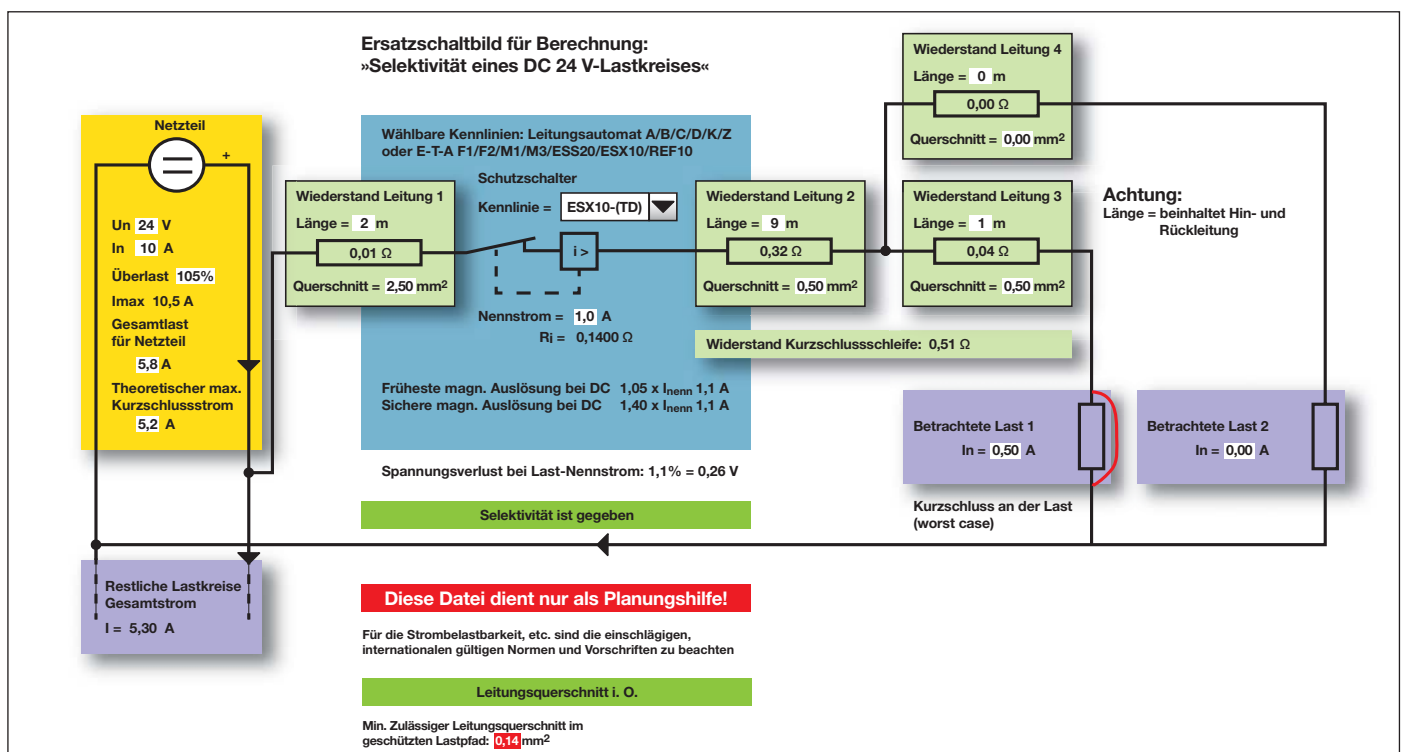 Ersatzschaltbild für Berechnung:
»Selektivität eines DC 24 V-Lastkreises«
Netzteil
+
Un 24 V
In 10 A
Überlast 105%
Imax 10,5 A
Gesamtlast
für Netzteil
5,8 A
Theoretischer max.
Kurzschlussstrom
5,2 A
Wiederstand Leitung 1
Länge = 2 m
0,01 Ω
Querschnitt = 2,50 mm²
Wählbare Kennlinien: Leitungsautomat A/B/C/D/K/Z
oder E-T-A F1/F2/M1/M3/ESS20/ESX10/REF10
Schutzschalter
Kennlinie = ESX10-(TD)
i >
Nennstrom = 1,0 A
Ri = 0,1400 Ω
Früheste magn. Auslösung bei DC 1,05 x Inenn 1,1 A
Sichere magn. Auslösung bei DC 1,40 x Inenn 1,1 A
Wiederstand Leitung 2
Länge = 9 m
0,32 Ω
Querschnitt = 0,50 mm²
Wiederstand Leitung 4
Länge = 0 m
0,00 Ω
Querschnitt = 0,00 mm²
Wiederstand Leitung 3
Länge = 1 m
0,04 Ω
Querschnitt = 0,50 mm²
Achtung:
Länge = beinhaltet Hin- und
Rückleitung
Widerstand Kurzschlussschleife: 0,51 Ω
Betrachtete Last 1
In = 0,50 A
Betrachtete Last 2
In = 0,00 A
Kurzschluss an der Last
(worst case)
Spannungsverlust bei Last-Nennstrom: 1,1% = 0,26 V
Selektivität ist gegeben
Restliche Lastkreise
Gesamtstrom
I = 5,30 A
Diese Datei dient nur als Planungshilfe!
Für die Strombelastbarkeit, etc. sind die einschlägigen,
internationalen gültigen Normen und Vorschriften zu beachten
Leitungsquerschnitt i. O.
Min. Zulässiger Leitungsquerschnitt im
geschützten Lastpfad: 0,14 mm²